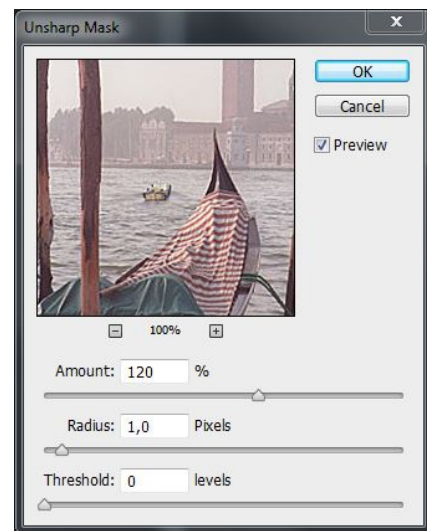 Unsharp Mask
x
OK
Cancel
Preview
- 100% +
Amount: 120 %
Radius: 1,0 Pixels
Threshold: 0 levels